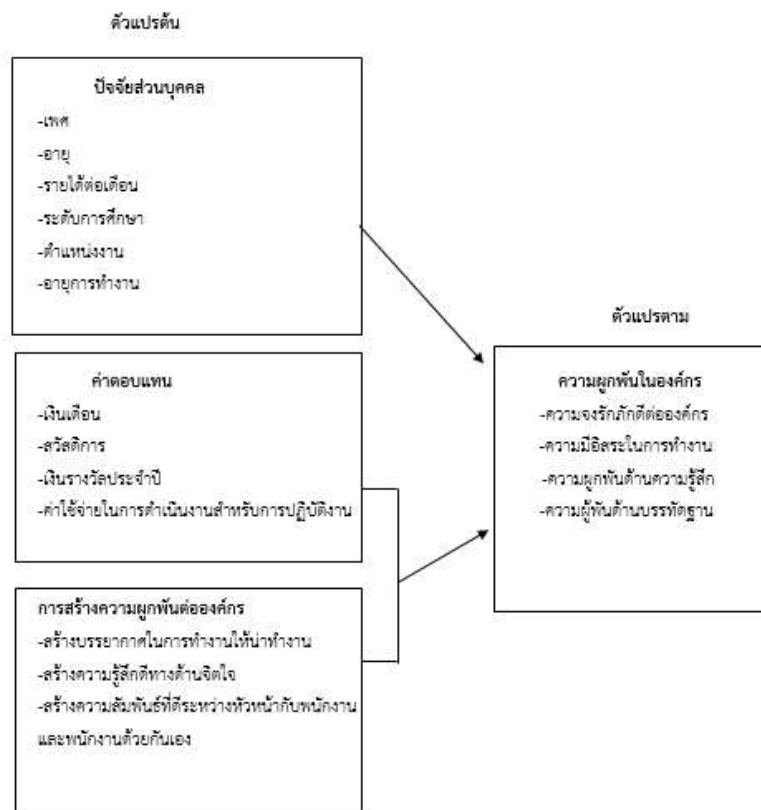 ตัวแปรต้น
ปัจจัยส่วนบุคคล
-เพศ
-อายุ
-รายได้ต่อเดือน
-ระดับการศึกษา
-ตำแหน่งงาน
-อายุการทำงาน
ค่าตอบแทน
-เงินเดือน
-สวัสดิการ
-เงินรางวัลประจำปี
-ค่าใช้จ่ายในการดำเนินงานสำหรับการปฏิบัติงาน
การสร้างความผูกพันต่อองค์กร
-สร้างบรรยากาศในการทำงานให้น่าทำงาน
-สร้างความรู้สึกดีทางด้านจิตใจ
-สร้างความสัมพันธ์ที่ดีระหว่างหัวหน้ากับพนักงาน
และพนักงานด้วยกันเอง
ตัวแปรตาม
ความผูกพันในองค์กร
-ความจงรักภักดีต่อองค์กร
-ความมีอิสระในการทำงาน
-ความผูกพันด้านความรู้สึก
-ความผู้พันด้านบรรทัดฐาน